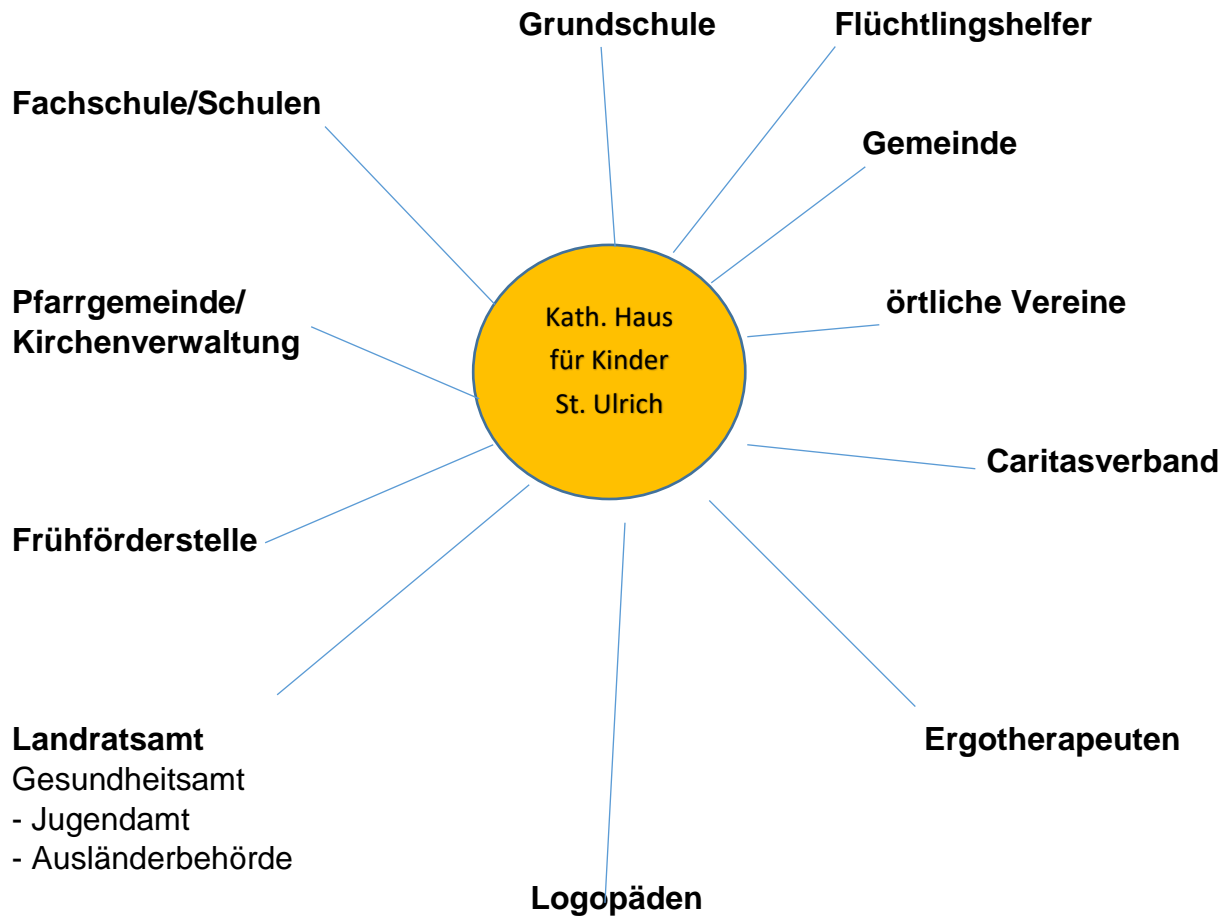 Grundschule
Flüchtlingshelfer
Fachschule/Schulen
Gemeinde
Pfarrgemeinde/
Kirchenverwaltung
Kath. Haus
für Kinder
St. Ulrich
örtliche Vereine
Caritasverband
Frühförderstelle
Landratsamt
Gesundheitsamt
- Jugendamt
- Ausländerbehörde
Ergotherapeuten
Logopäden